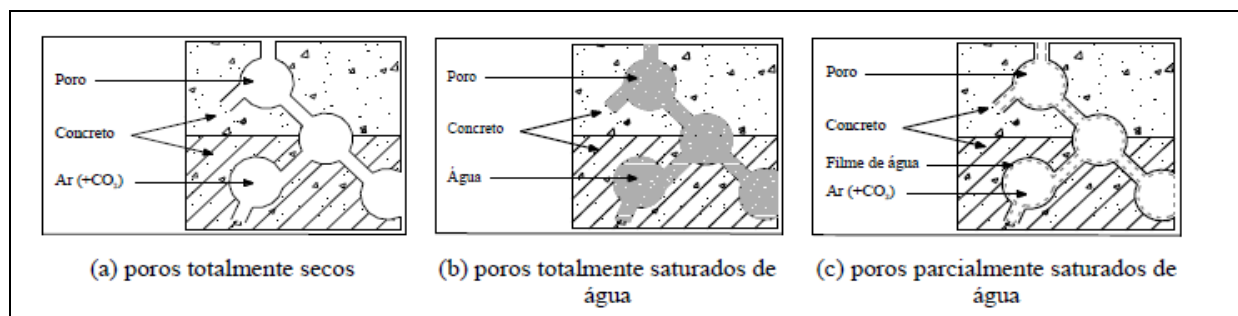 Poro
Concreto
Ar (+CO₂)
(a) poros totalmente secos
Poro
Concreto
Água
(b) poros totalmente saturados de
água
Poro
Concreto
Filme de água
Ar (+CO₂)
(c) poros parcialmente saturados de
água